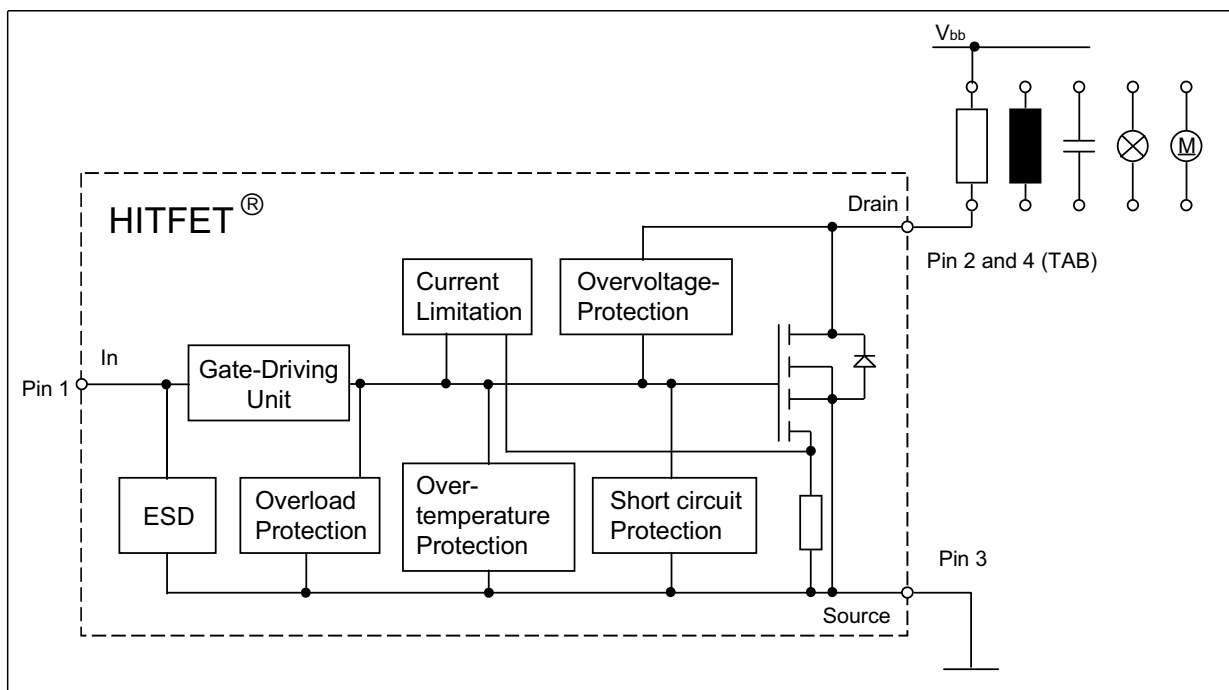 Vbb
M
HITFET ®
Drain
Pin 2 and 4 (TAB)
Current
Limitation
Overvoltage-
Protection
In
Pin 1
Gate-Driving
Unit
ESD
Overload
Protection
Over-
temperature
Protection
Short circuit
Protection
Pin 3
Source